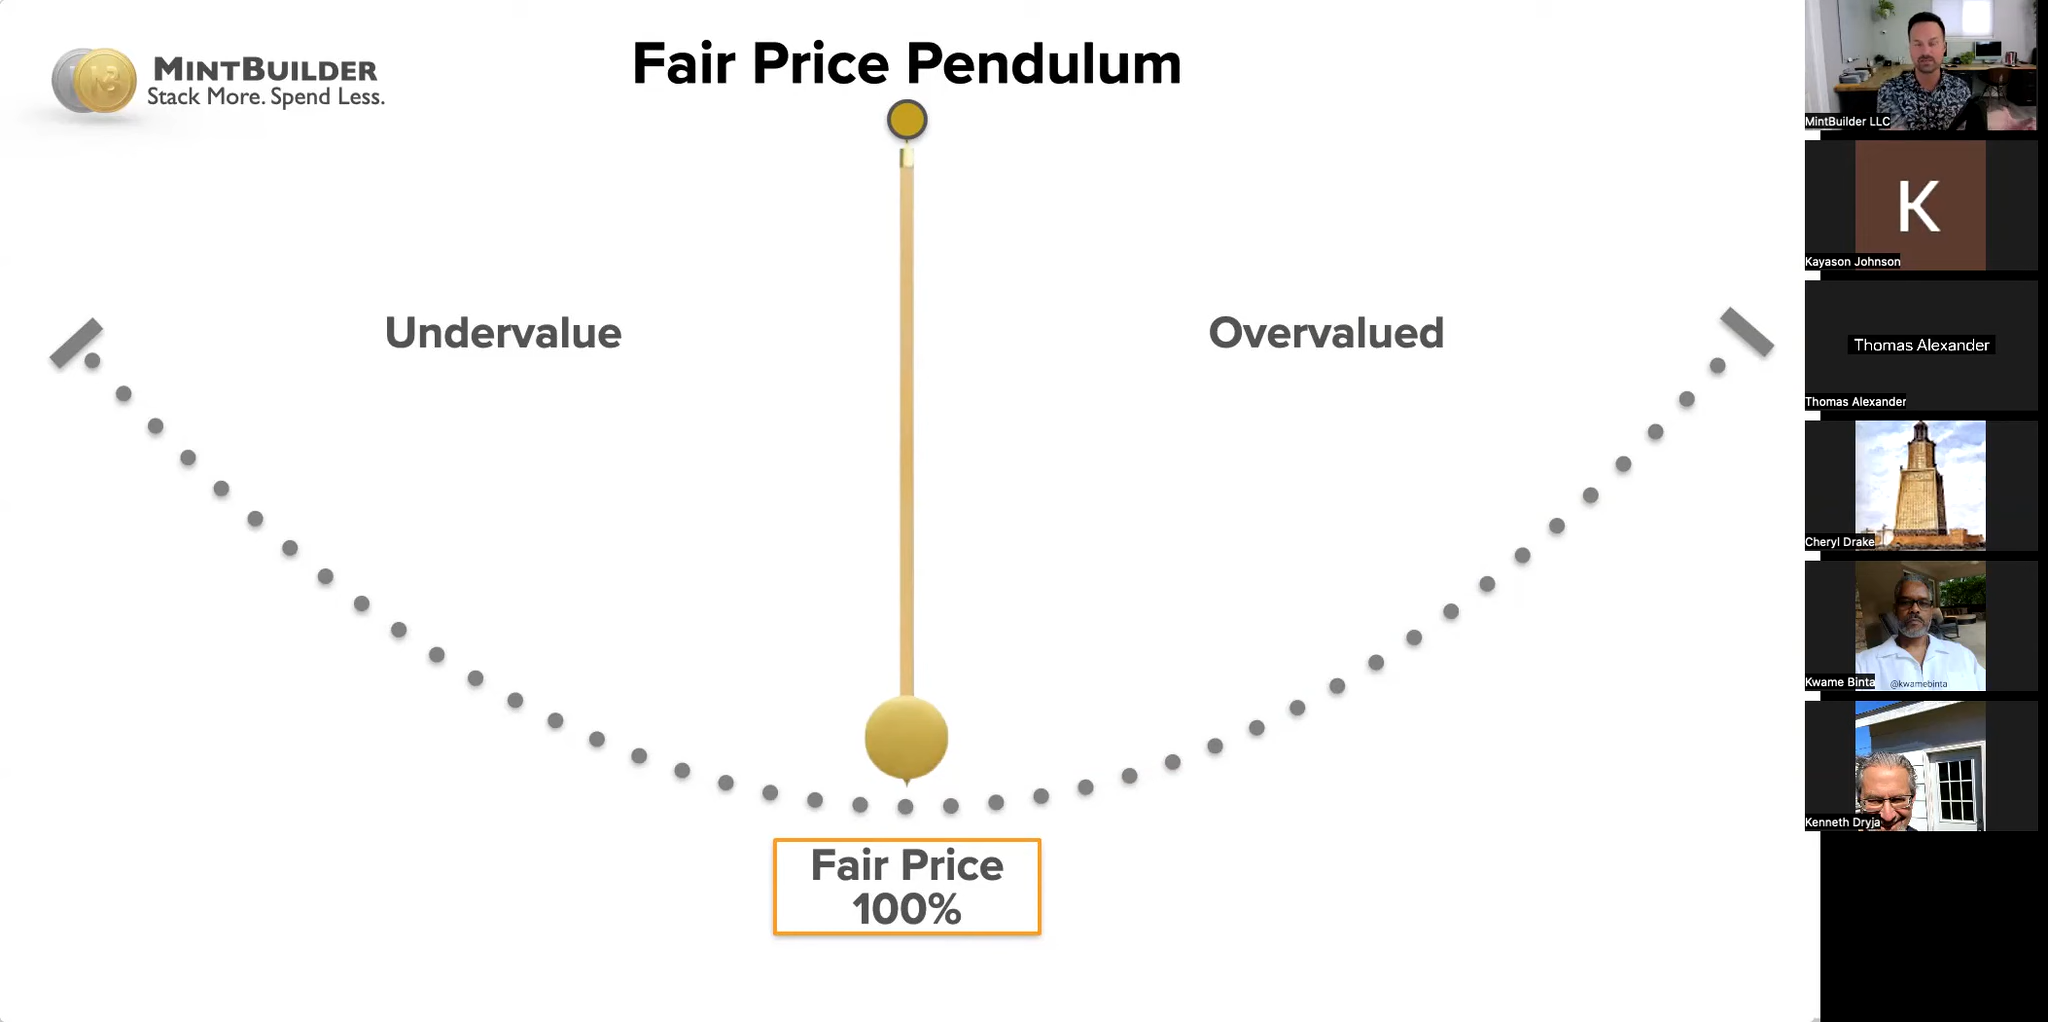 MINTBUILDER
Stack More. Spend Less.
Fair Price Pendulum
Undervalue
Overvalued
Fair Price
100%
MintBuilder LLC
K
Kayason Johnson
Thomas Alexander
Thomas Alexander
Cheryl Drake
Kwame Binta
@kwamebinta
Kenneth Dryja